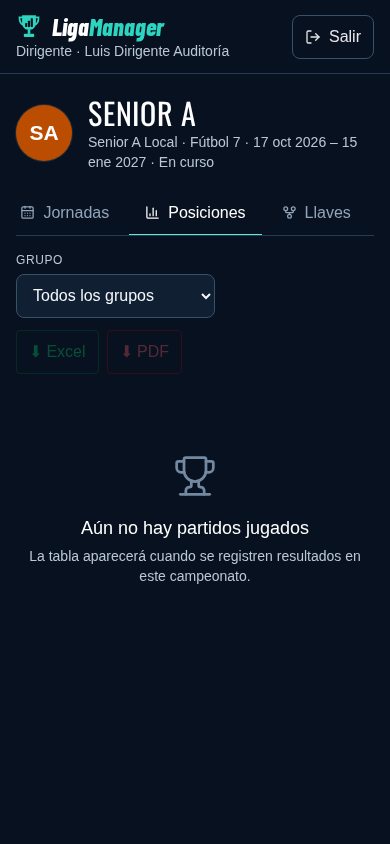 LigaManager
Dirigente · Luis Dirigente Auditoría
Salir
SA
SENIOR A
Senior A Local · Fútbol 7 · 17 oct 2026 – 15
ene 2027 · En curso
Jornadas
Posiciones
Llaves
GRUPO
Todos los grupos
⬇ Excel
⬇ PDF
Aún no hay partidos jugados
La tabla aparecerá cuando se registren resultados en
este campeonato.